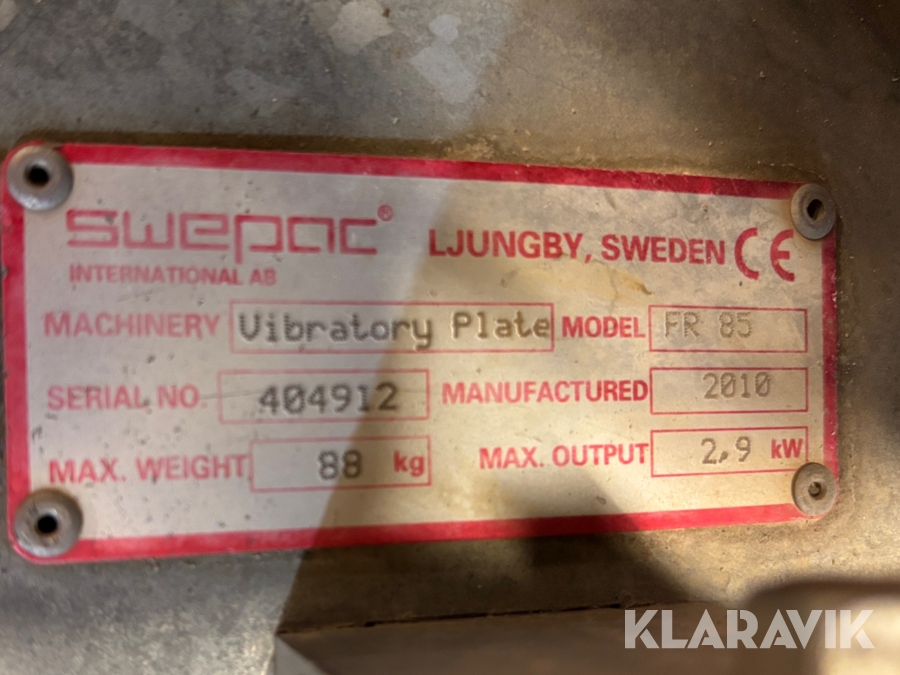 swepac® LJUNGBY, SWEDEN CE
INTERNATIONAL AB
MACHINERY Vibratory Plate MODEL FR 85
SERIAL NO. 404912 MANUFACTURED 2010
MAX. WEIGHT 88 kg MAX. OUTPUT 2,9 kW
KLARAVIK